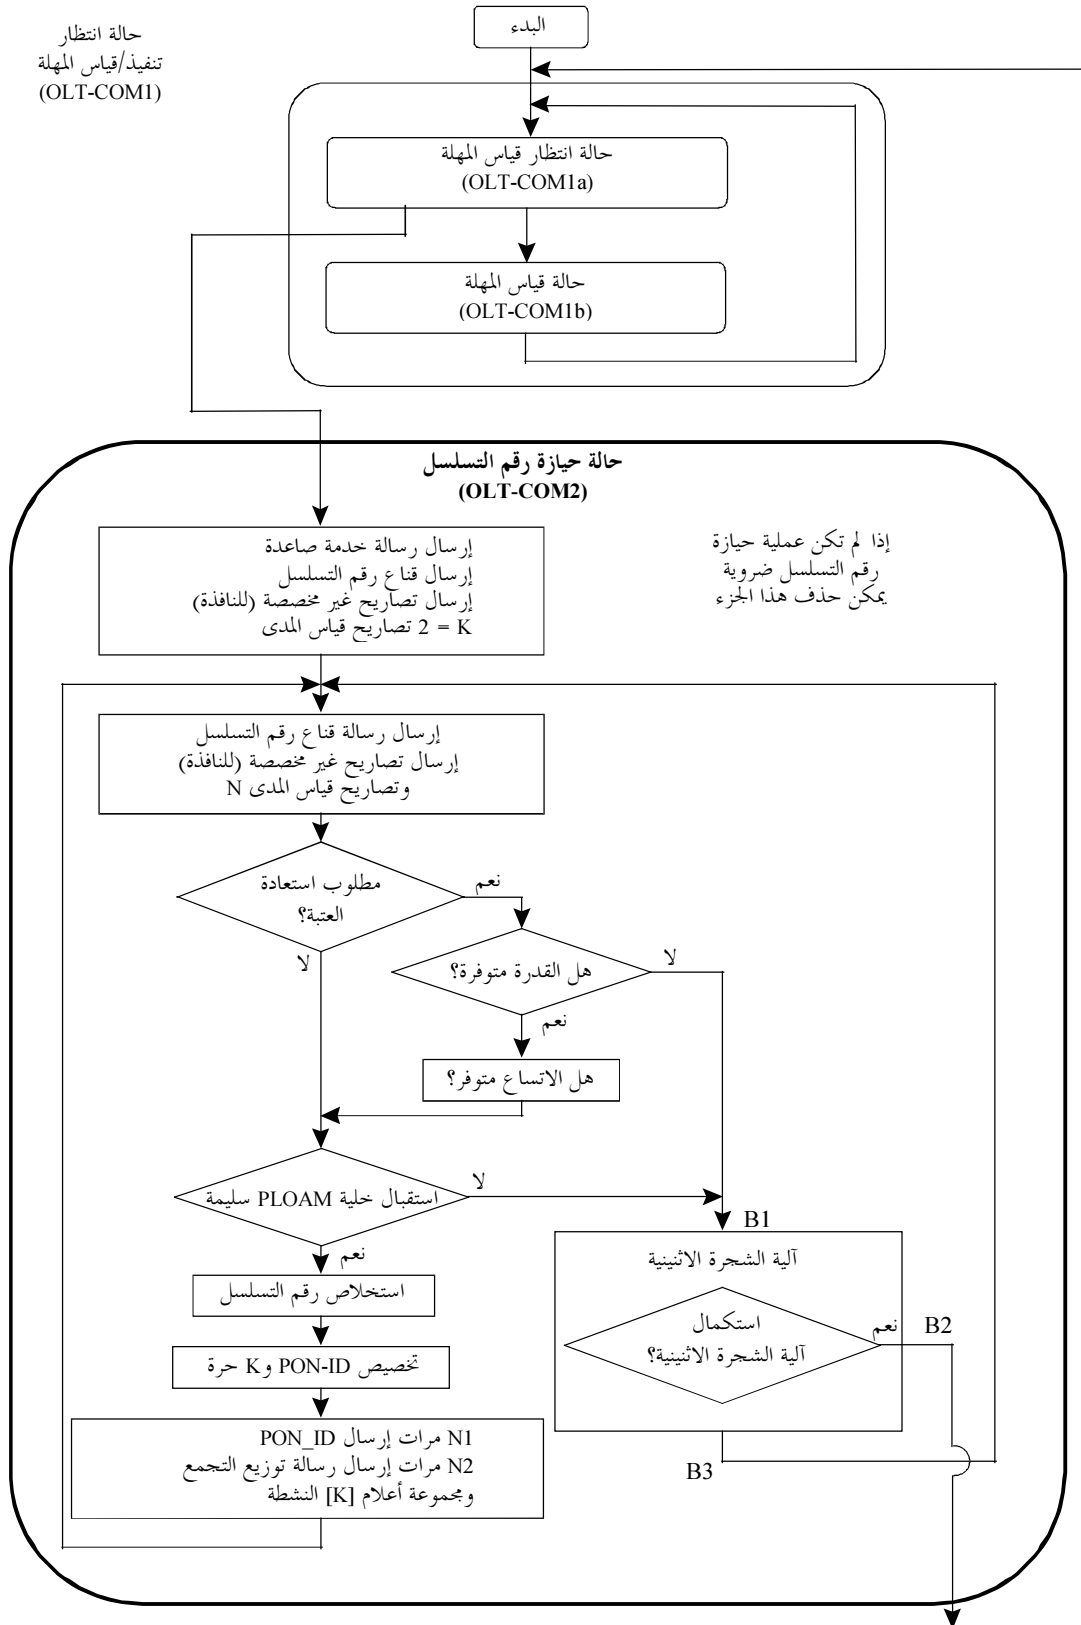 البدء
حالة انتظار
تنفيذ/قياس المهلة
(OLT-COM1)
حالة انتظار قياس المهلة
(OLT-COM1a)
حالة قياس المهلة
(OLT-COM1b)
حالة حيازة رقم التسلسل
(OLT-COM2)
إرسال رسالة خدمة صاعدة
إرسال قناع رقم التسلسل
إرسال تصاريح غير مخصصة (للنافذة)
K = 2 تصاريح قياس المدى
إذا لم تكن عملية حيازة
رقم التسلسل ضروية
يمكن حذف هذا الجزء
إرسال رسالة قناع رقم التسلسل
إرسال تصاريح غير مخصصة (للنافذة)
وتصاريح قياس المدى N
مطلوب استعادة
العتبة؟
نعم
لا
هل القدرة متوفرة؟
لا
نعم
هل الاتساع متوفر؟
استقبال خلية PLOAM سليمة
لا
نعم
B1
آلية الشجرة الاثنينية
استخلاص رقم التسلسل
استكمال
آلية الشجرة الاثنينية؟
نعم
B2
تخصيص PON-ID و K حرة
N1 مرات إرسال PON_ID
N2 مرات إرسال رسالة توزيع التجمع
ومجموعة أعلام [K] النشطة
B3